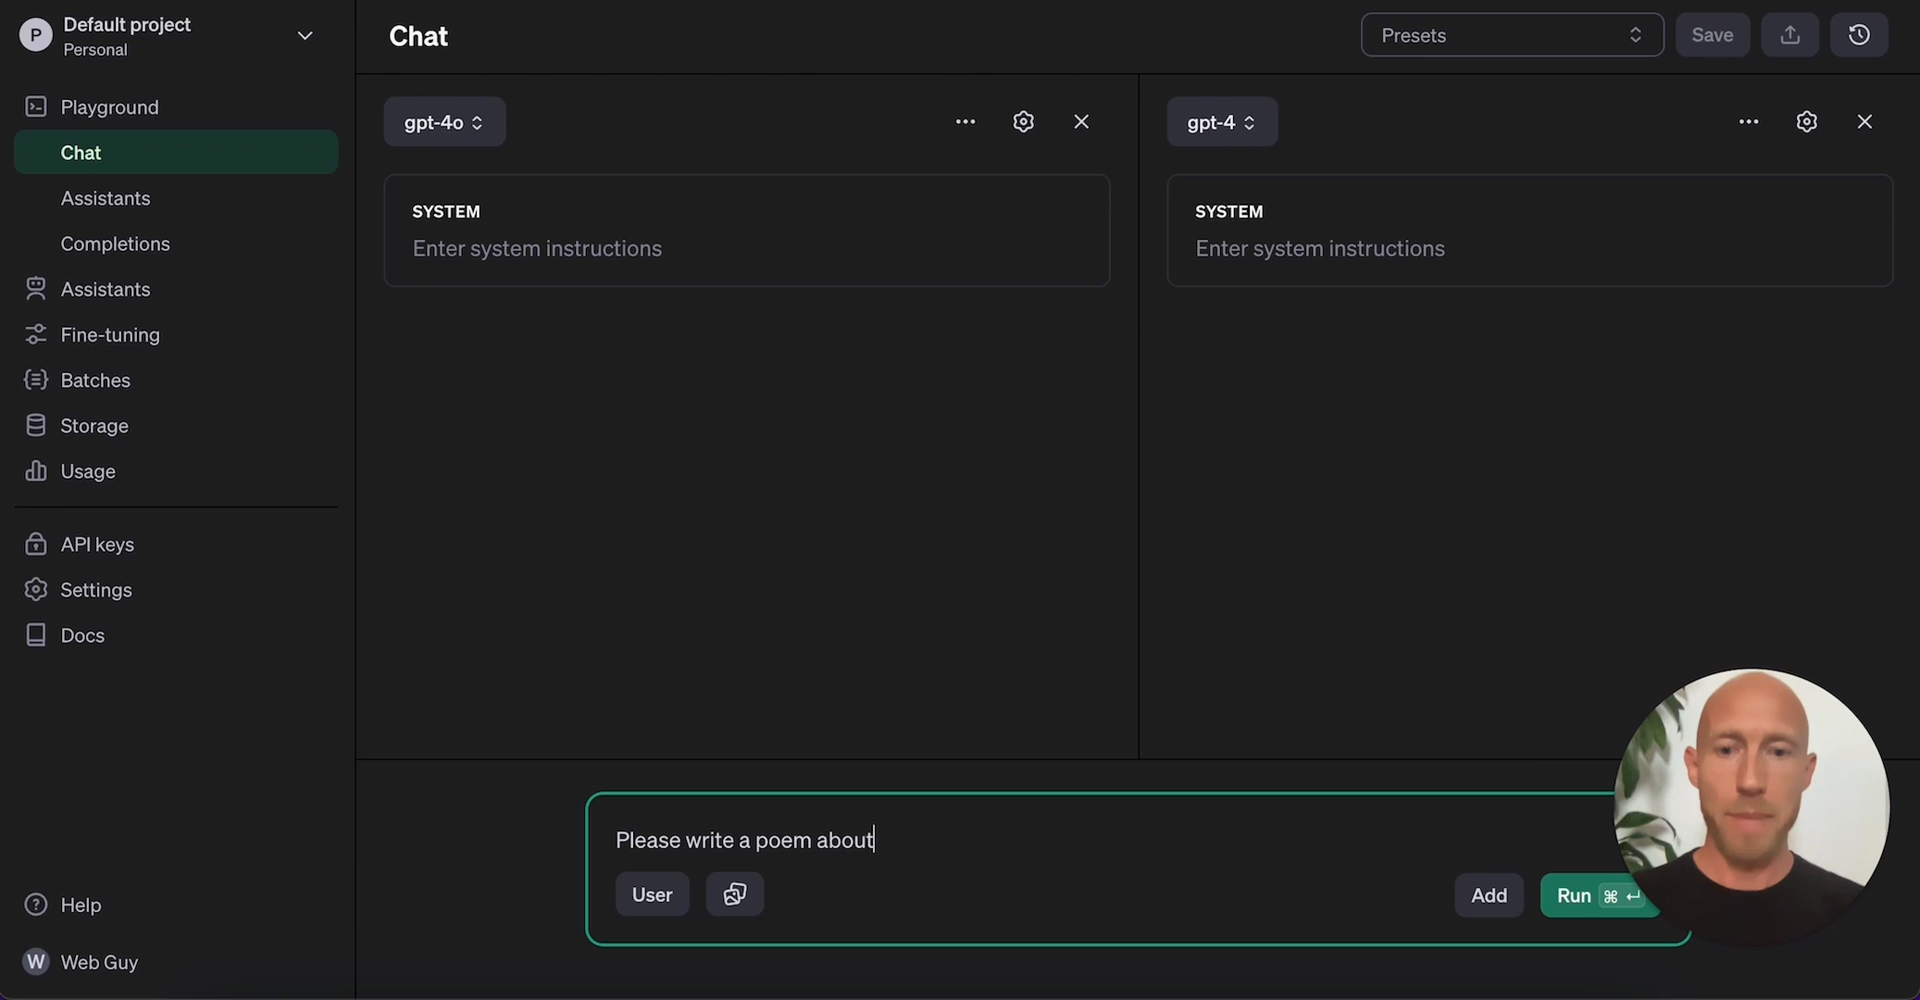 P
Default project
Personal
Playground
Chat
Assistants
Completions
Assistants
Fine-tuning
Batches
Storage
Usage
API keys
Settings
Docs
Help
W
Web Guy
Chat
Presets
Save
gpt-4o
SYSTEM
Enter system instructions
gpt-4
SYSTEM
Enter system instructions
Please write a poem about
User
Add
Run ⌘ ↵